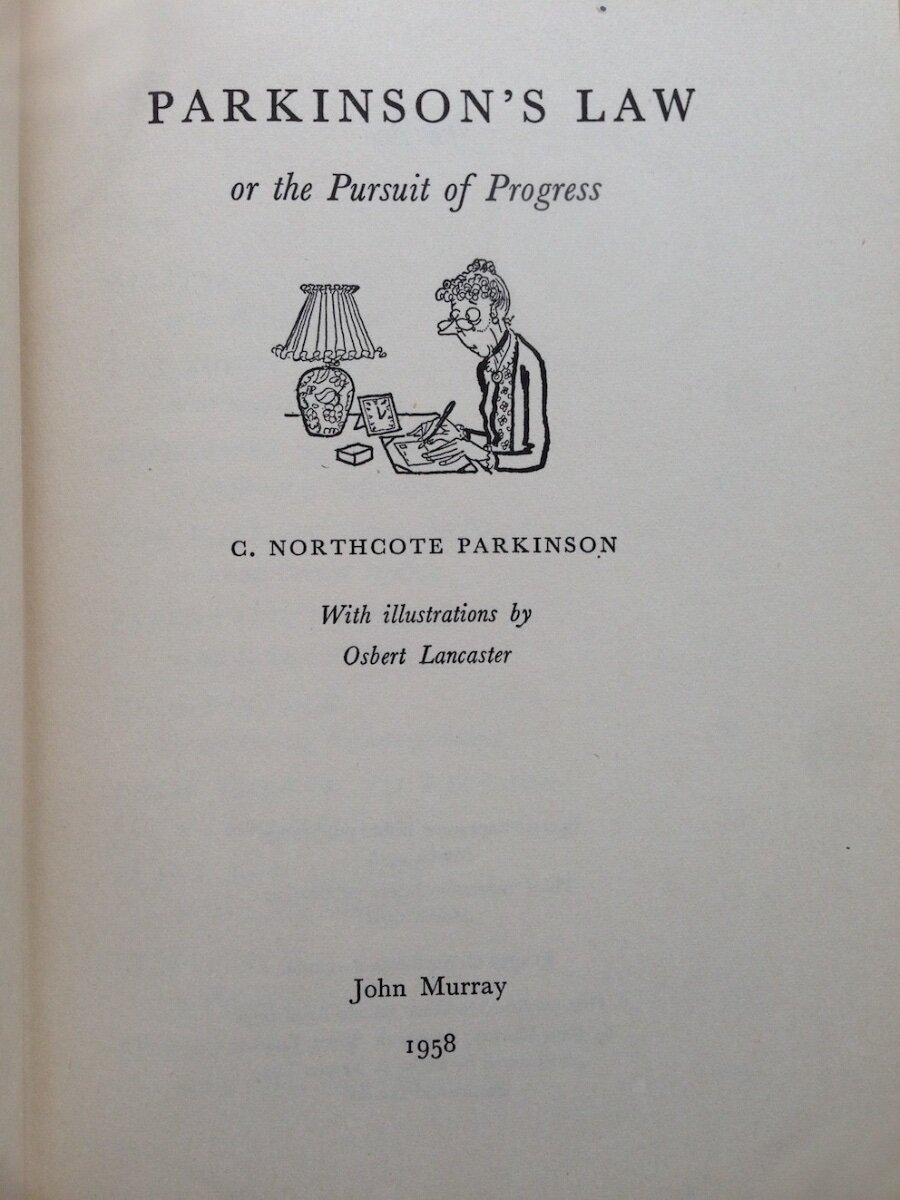 PARKINSON'S LAW
or the Pursuit of Progress
C. NORTHCOTE PARKINSON
With illustrations by
Osbert Lancaster
John Murray
1958